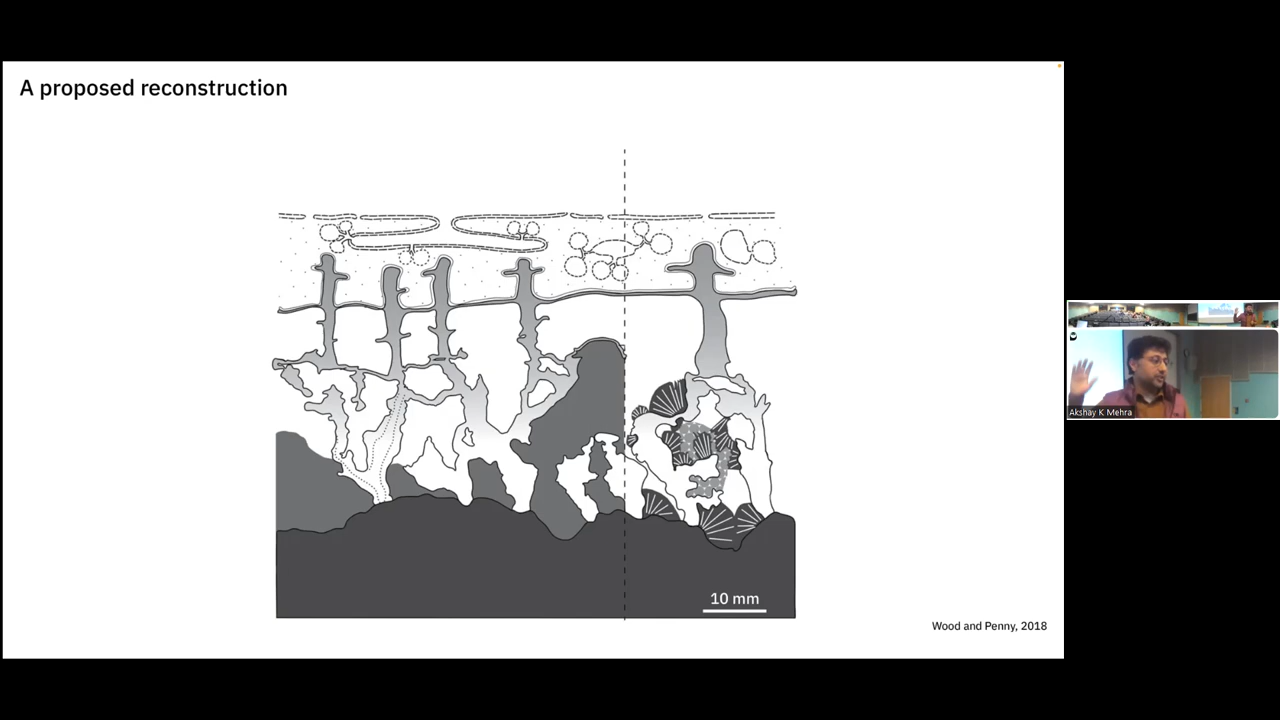 A proposed reconstruction
10 mm
Wood and Penny, 2018
Akshay K Mehra